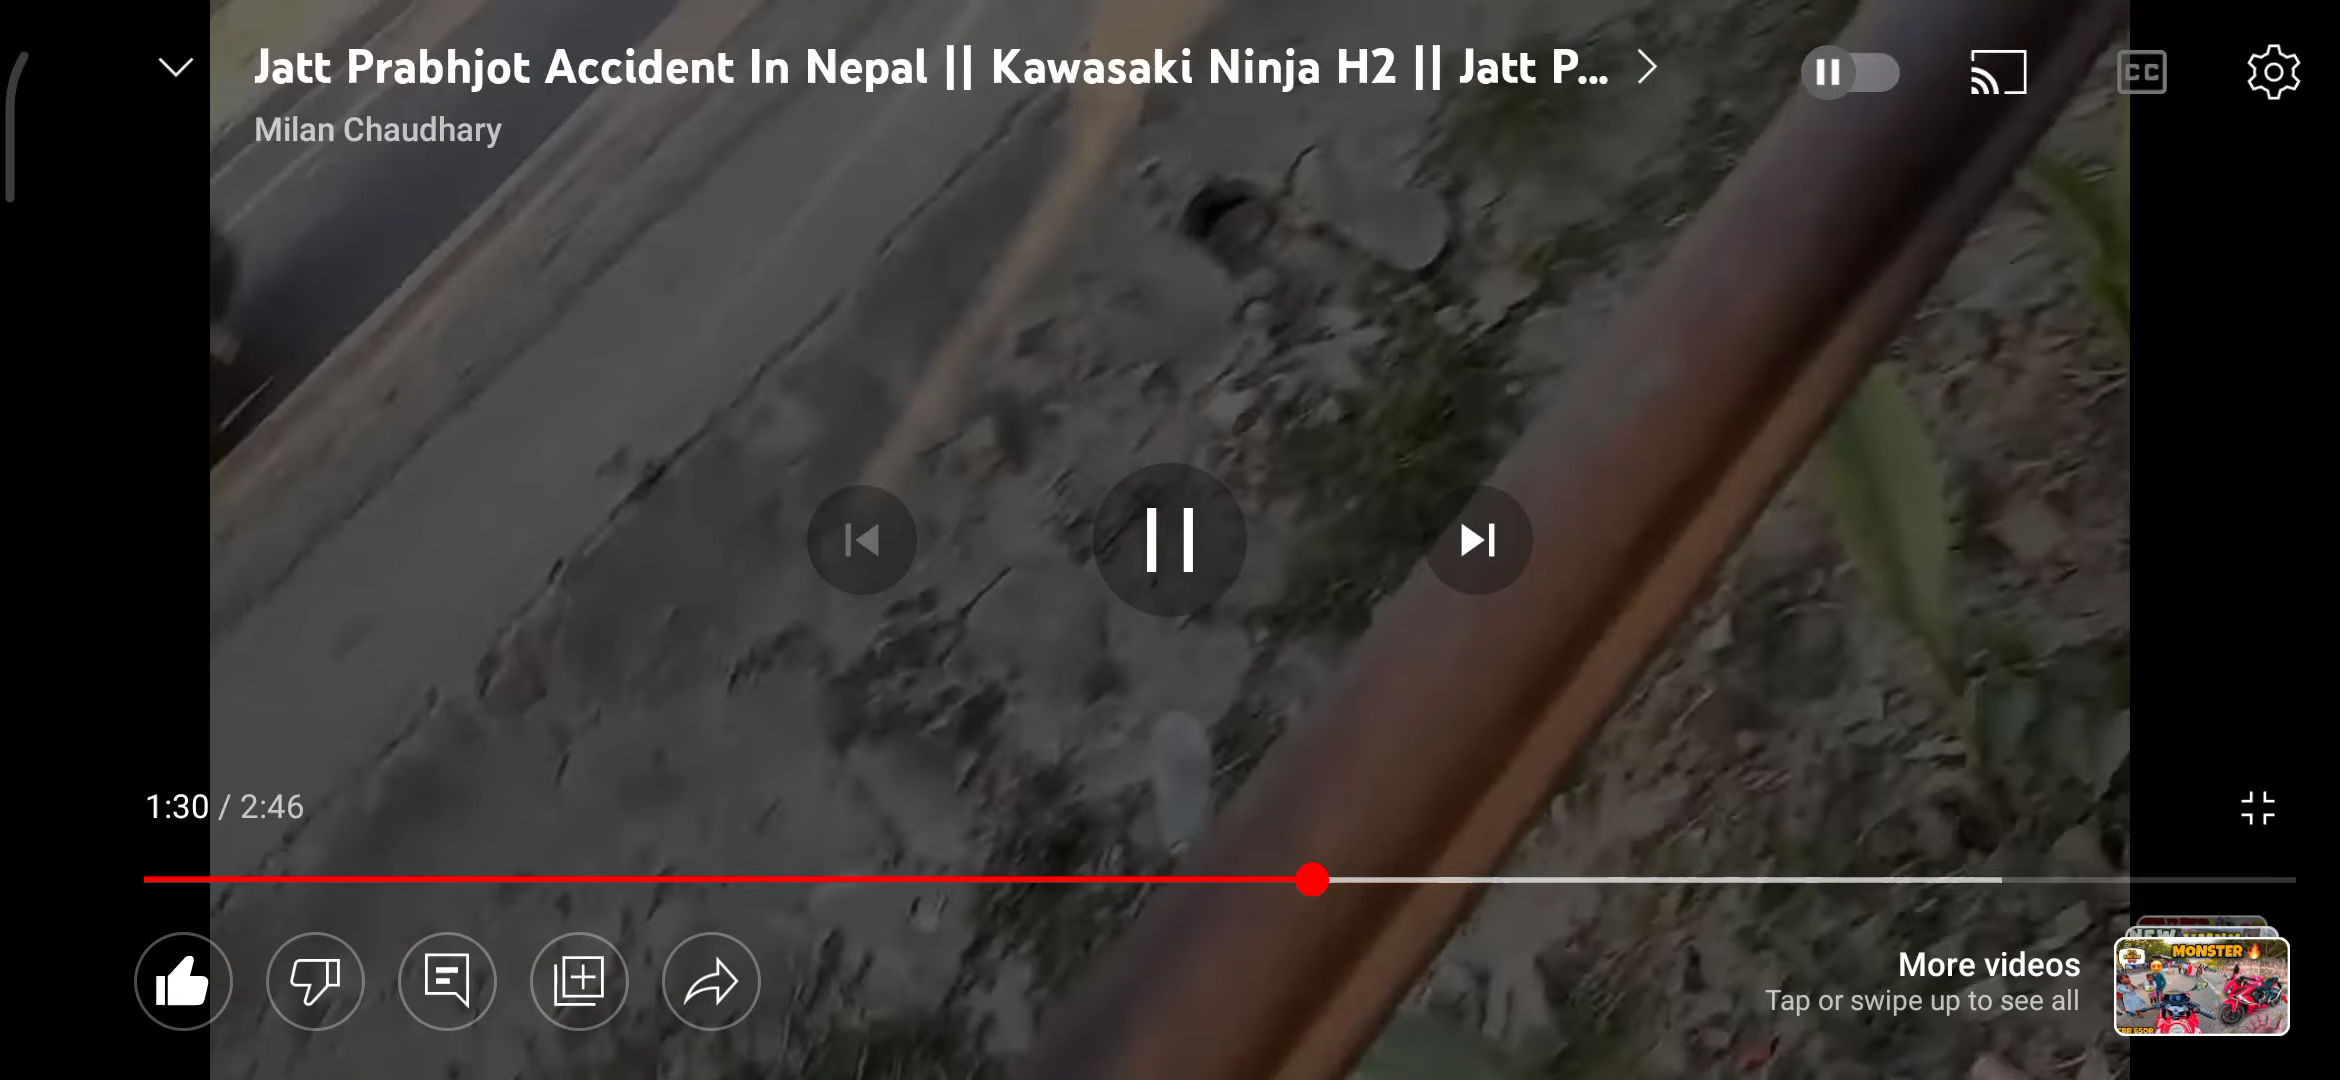 Jatt Prabhjot Accident In Nepal || Kawasaki Ninja H2 || Jatt P...
CC
Milan Chaudhary
1:30 / 2:46
More videos
Tap or swipe up to see all
MONSTER